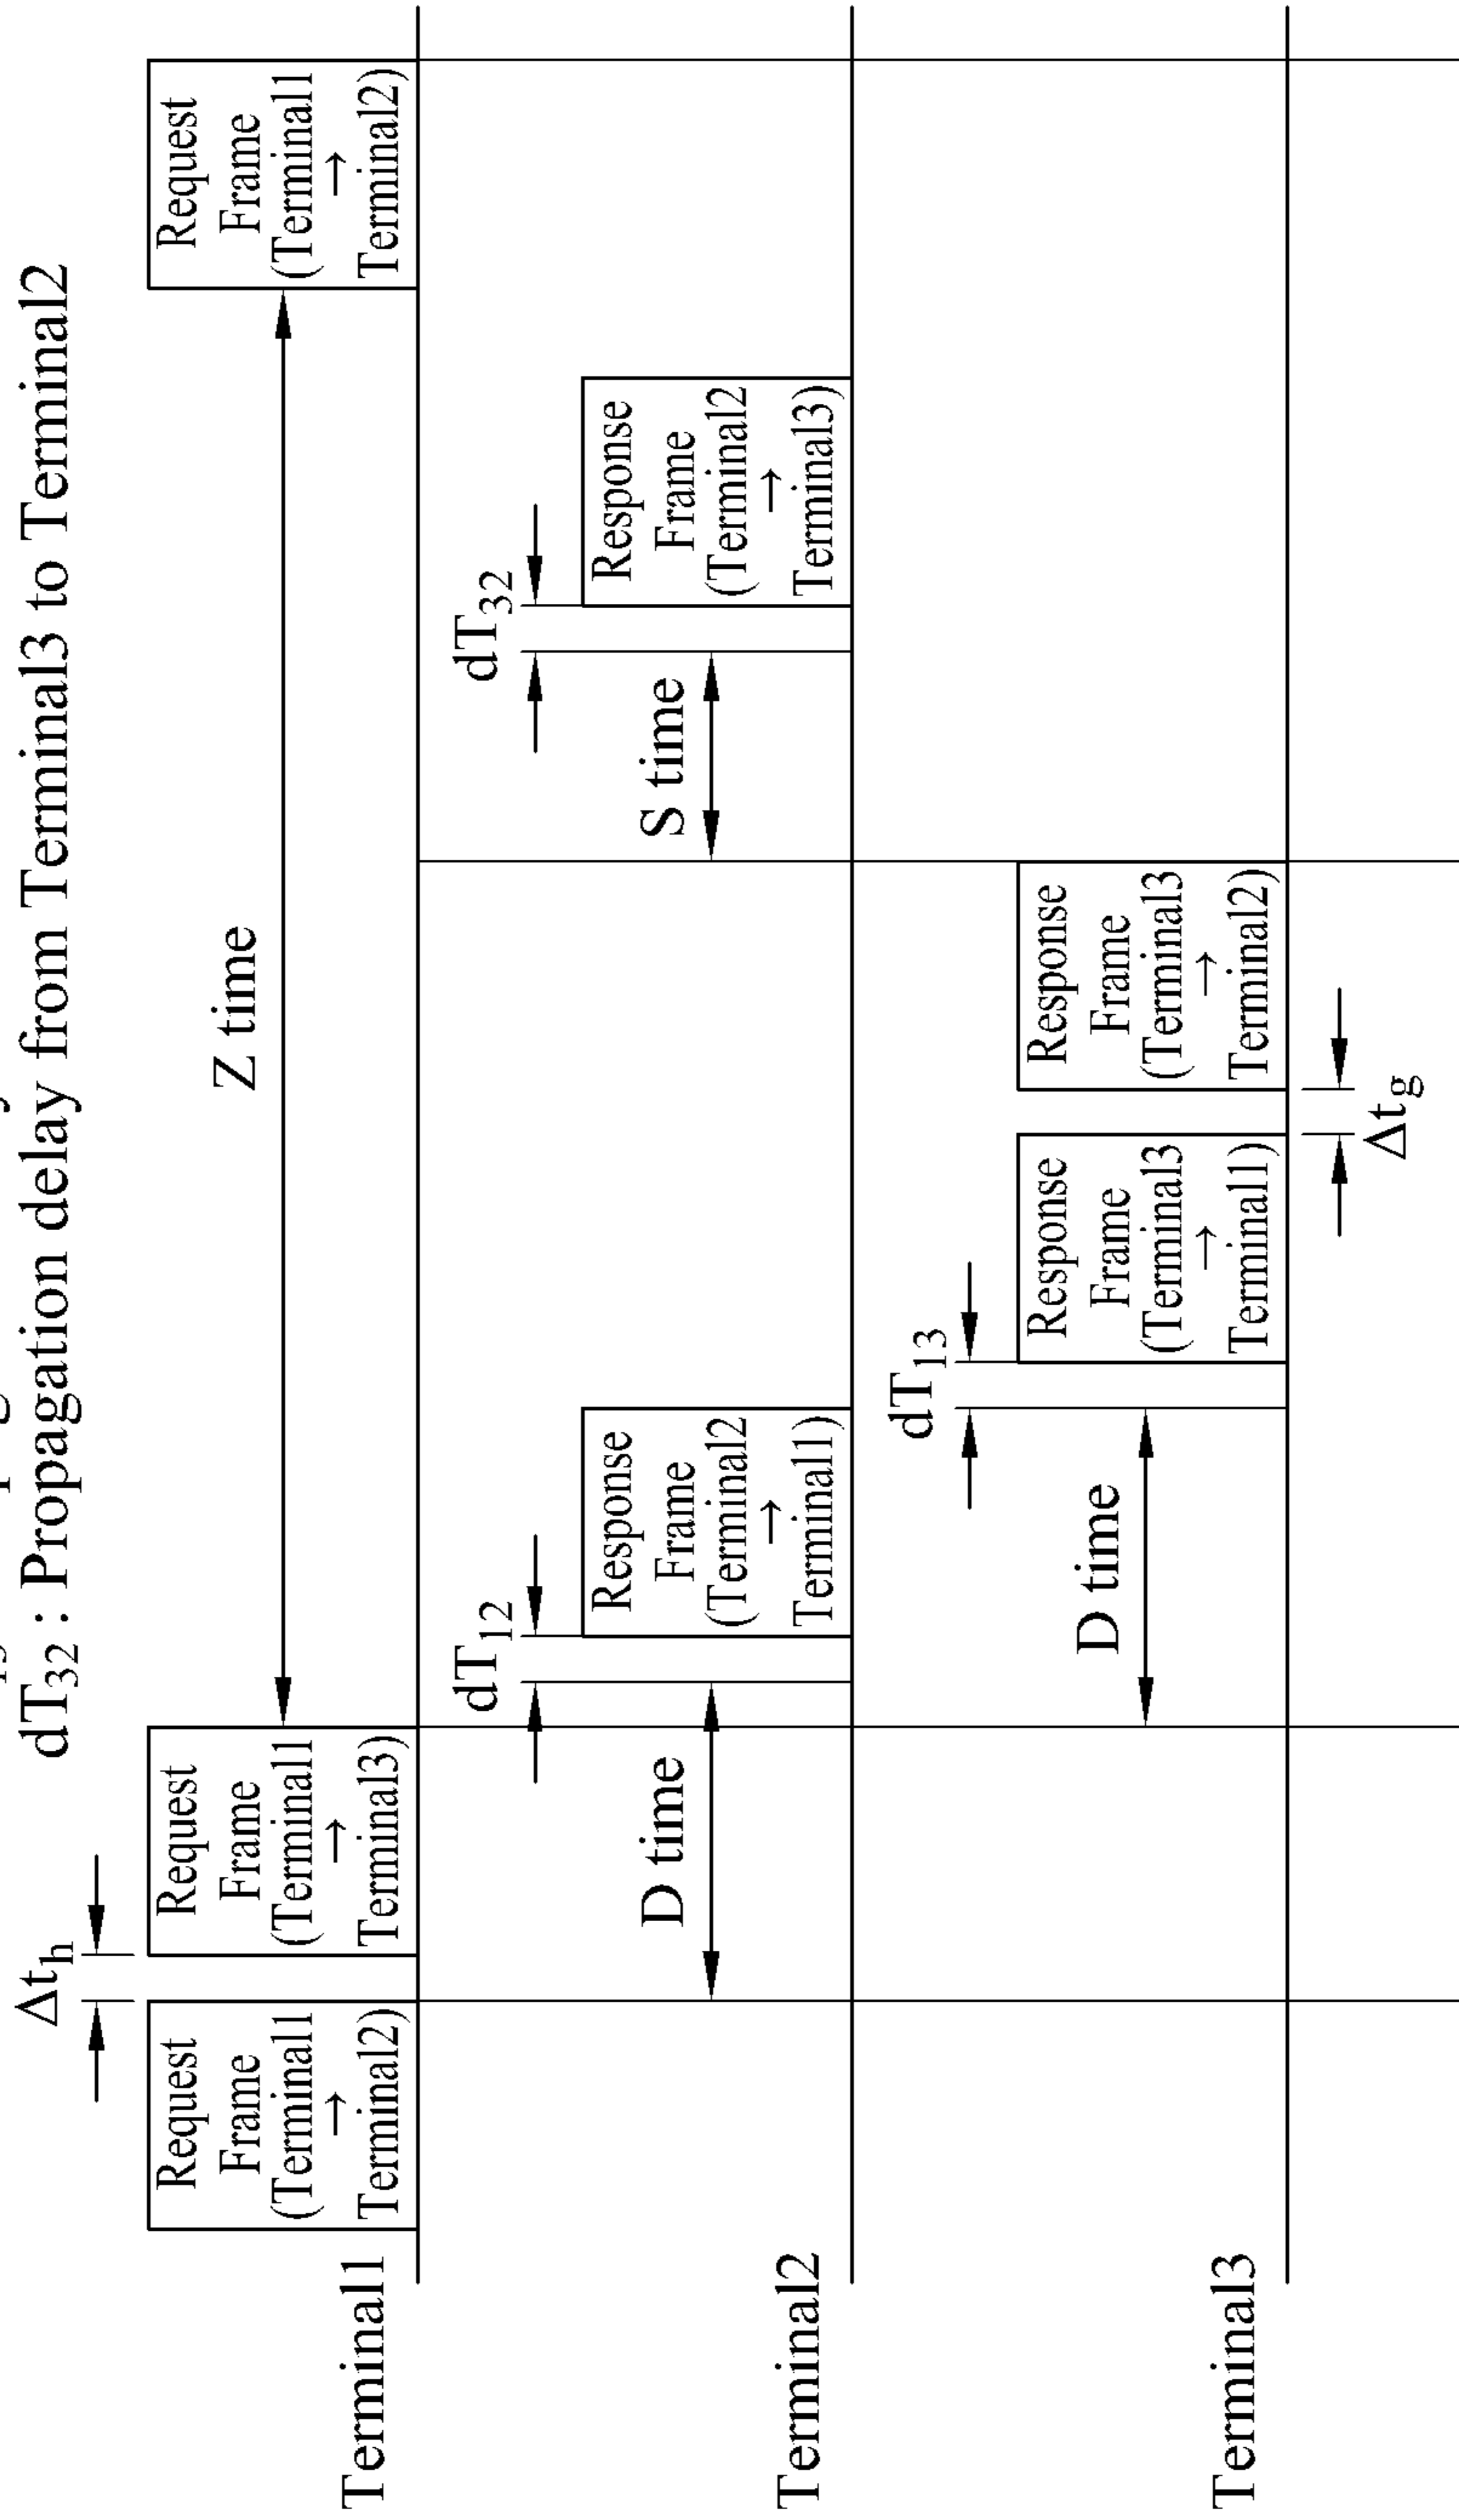 dT32 : Propagation delay from Terminal3 to Terminal2
Δth
Request
Frame
(Terminal1
→
Terminal2)
Request
Frame
(Terminal1
→
Terminal3)
Z time
Request
Frame
(Terminal1
→
Terminal2)
Terminal1
D time
dT12
Response
Frame
(Terminal2
→
Terminal1)
S time
dT32
Response
Frame
(Terminal2
→
Terminal3)
Terminal2
D time
dT13
Response
Frame
(Terminal3
→
Terminal1)
Response
Frame
(Terminal3
→
Terminal2)
Terminal3
Δtg